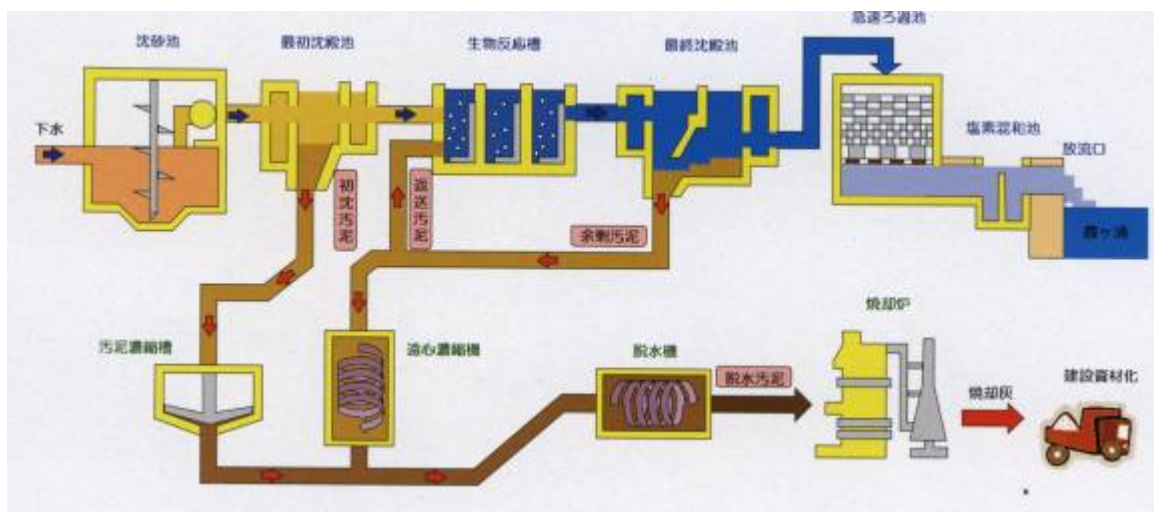 沈砂池
最初沈殿池
生物反応槽
最終沈殿池
急速ろ過池
下水
塩素混和池
放流口
初沈汚泥
返送汚泥
余剰汚泥
霞ヶ浦
汚泥濃縮槽
遠心濃縮機
脱水機
脱水汚泥
焼却炉
焼却灰
建設資材化